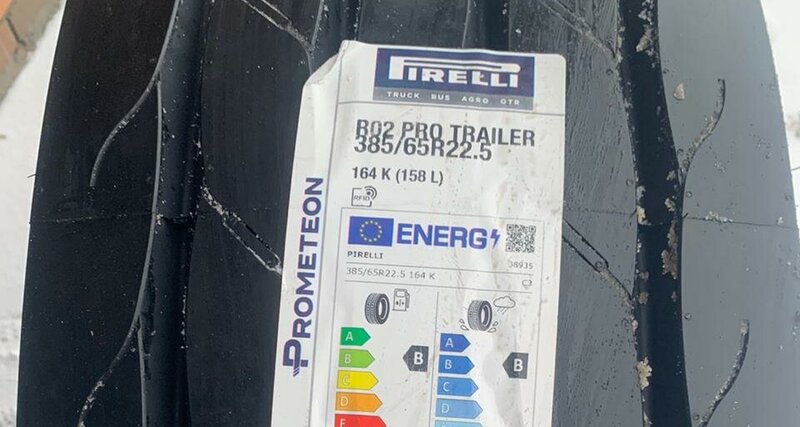 PIRELLI
TRUCK BUS AGRO OTR
R02 PRO TRAILER
385/65R22.5
164 K (158 L)
RFID
PROMETEON
ENERG
PIRELLI 38935
385/65R22.5 164 K
A
B
C
D
E
B
A
B
C
D
B